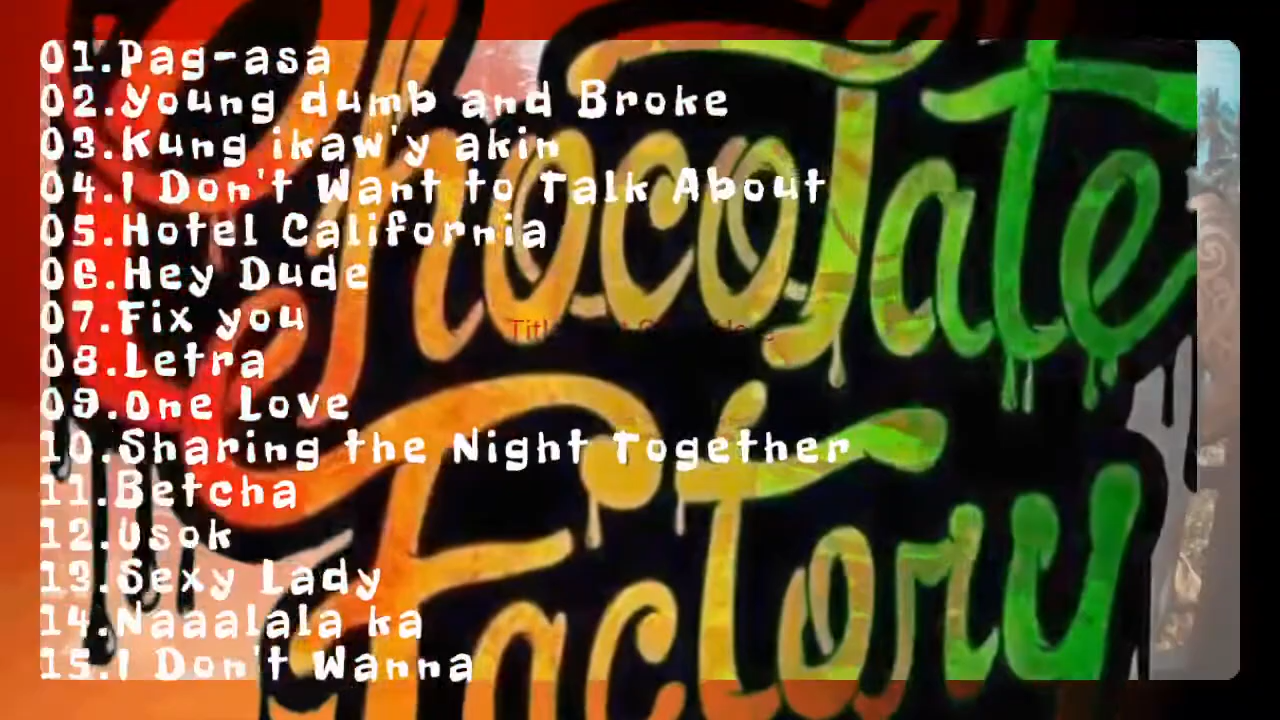 01.Pag-asa
02.Young dumb and Broke
03.Kung ikaw'y akin
04.I Don't Want to Talk About
05.Hotel California
06.Hey Dude
07.Fix you
08.Letra
09.One Love
10.Sharing the Night Together
11.Betcha
12.Usok
13.Sexy Lady
14.Naaalala ka
15.I Don't Wanna
Chocolate
Factory